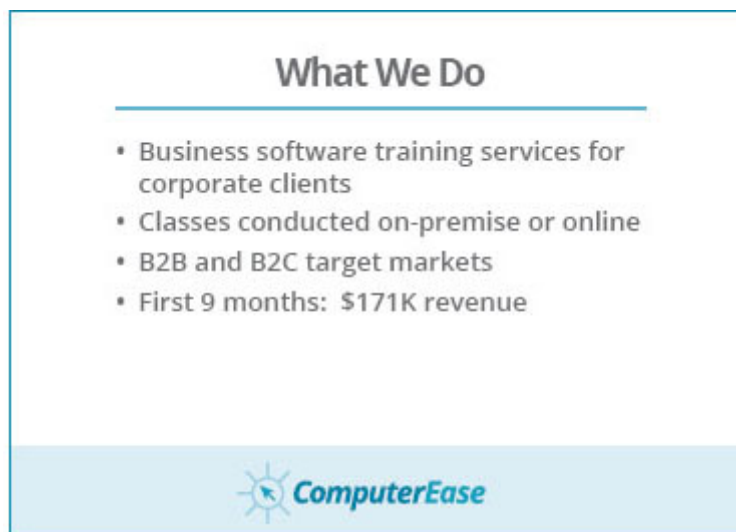 What We Do
• Business software training services for
corporate clients
• Classes conducted on-premise or online
• B2B and B2C target markets
• First 9 months:  $171K revenue
ComputerEase